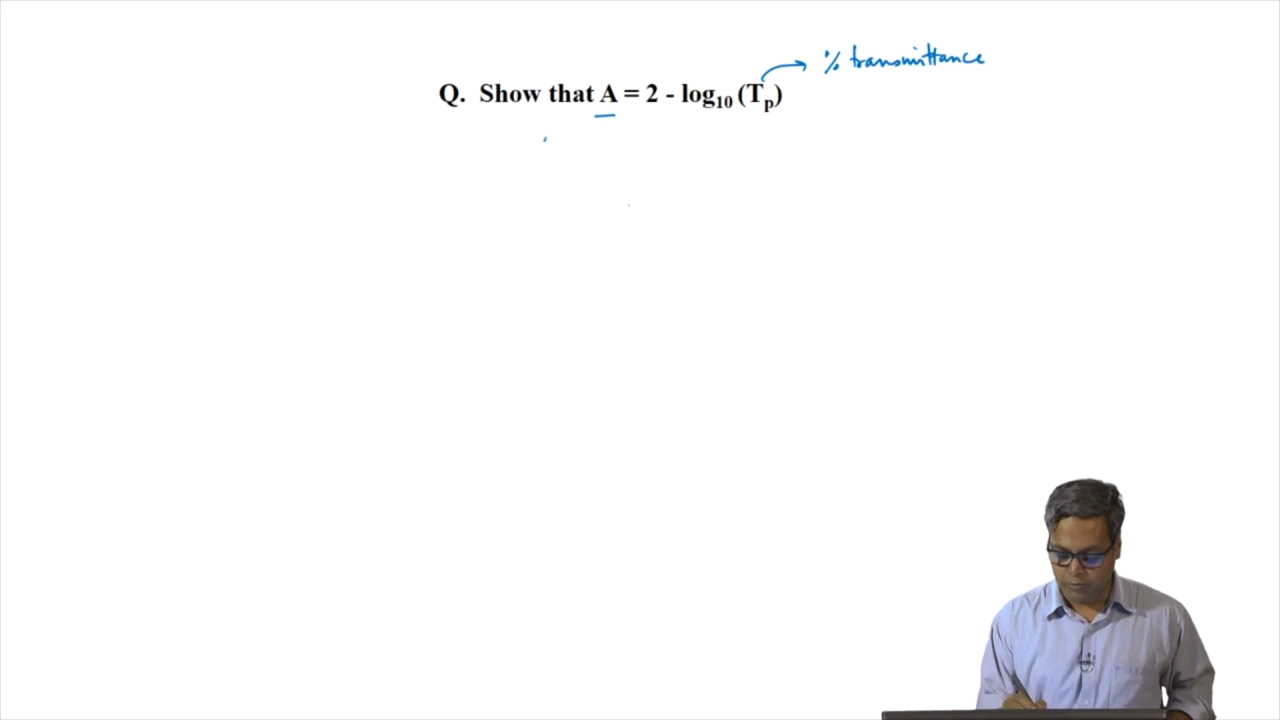 % transmittance
Q. Show that A = 2 - log₁₀ (Tₚ)